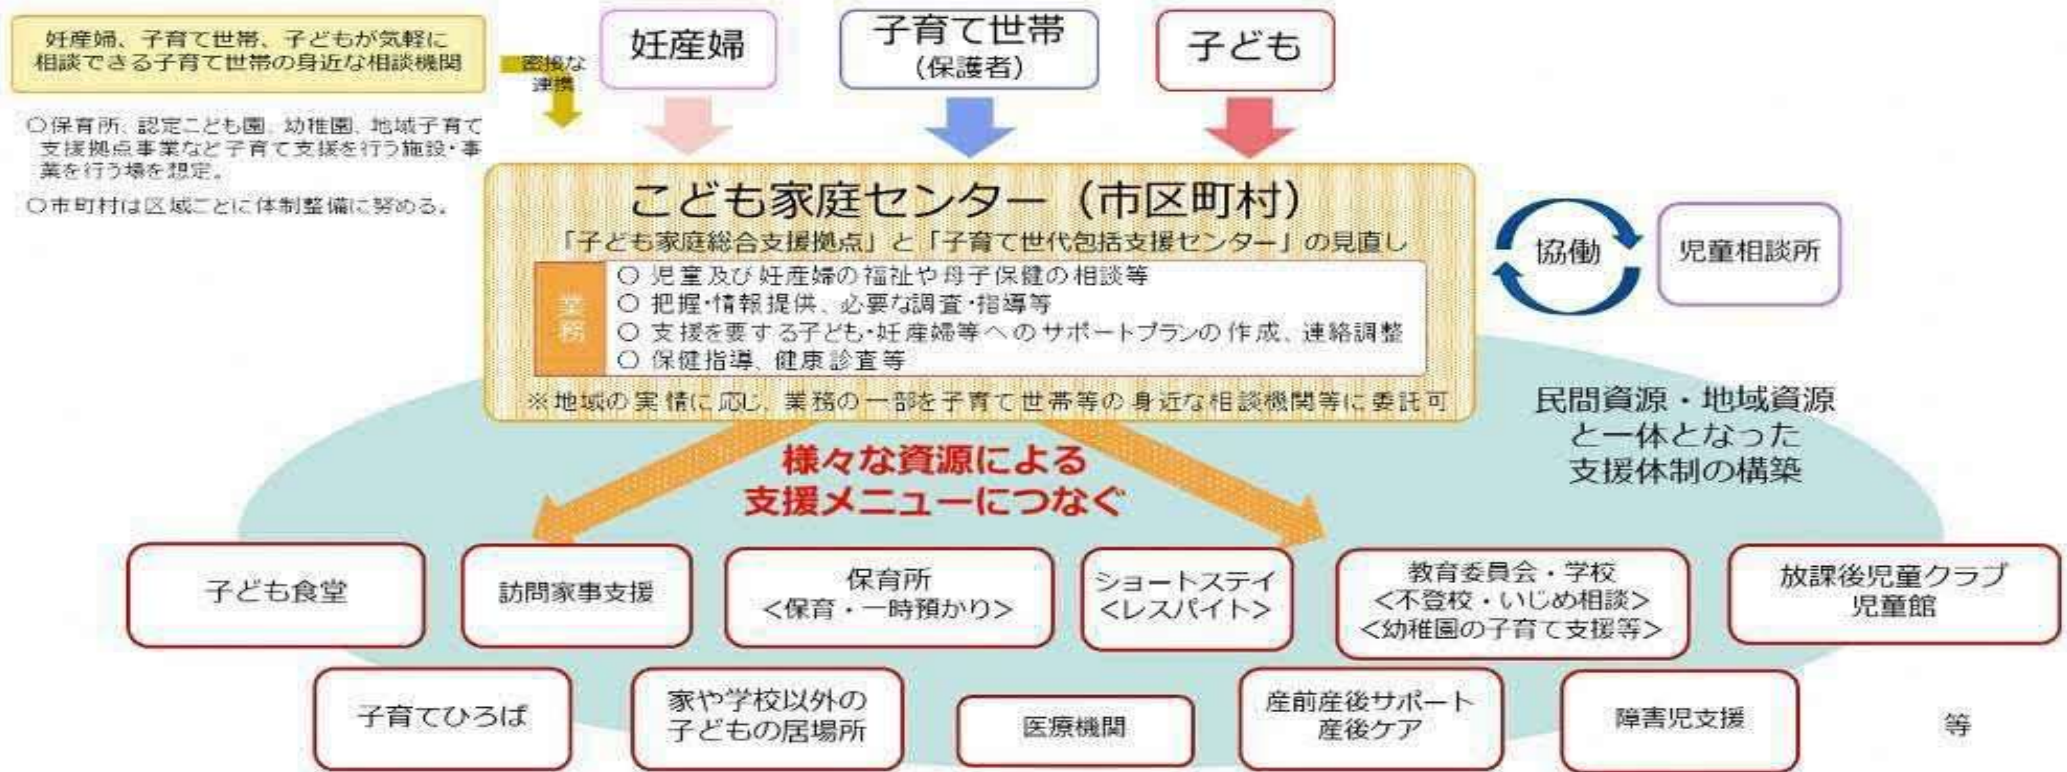 妊産婦、子育て世帯、子どもが気軽に
相談できる子育て世帯の身近な相談機関
密接な
連携
〇保育所、認定こども園、幼稚園、地域子育て
支援拠点事業など子育て支援を行う施設・事
業を行う場を想定。
〇市町村は区域ごとに体制整備に努める。
妊産婦
子育て世帯
(保護者)
子ども
こども家庭センター（市区町村）
「子ども家庭総合支援拠点」と「子育て世代包括支援センター」の見直し
業務
〇 児童及び妊産婦の福祉や母子保健の相談等
〇 把握・情報提供、必要な調査・指導等
〇 支援を要する子ども・妊産婦等へのサポートプランの作成、連絡調整
〇 保健指導、健康診査等
※地域の実情に応じ、業務の一部を子育て世帯等の身近な相談機関等に委託可
協働
児童相談所
民間資源・地域資源
と一体となった
支援体制の構築
様々な資源による
支援メニューにつなぐ
子ども食堂
訪問家事支援
保育所
<保育・一時預かり>
ショートステイ
<レスパイト>
教育委員会・学校
<不登校・いじめ相談>
<幼稚園の子育て支援等>
放課後児童クラブ
児童館
子育てひろば
家や学校以外の
子どもの居場所
医療機関
産前産後サポート
産後ケア
障害児支援
等